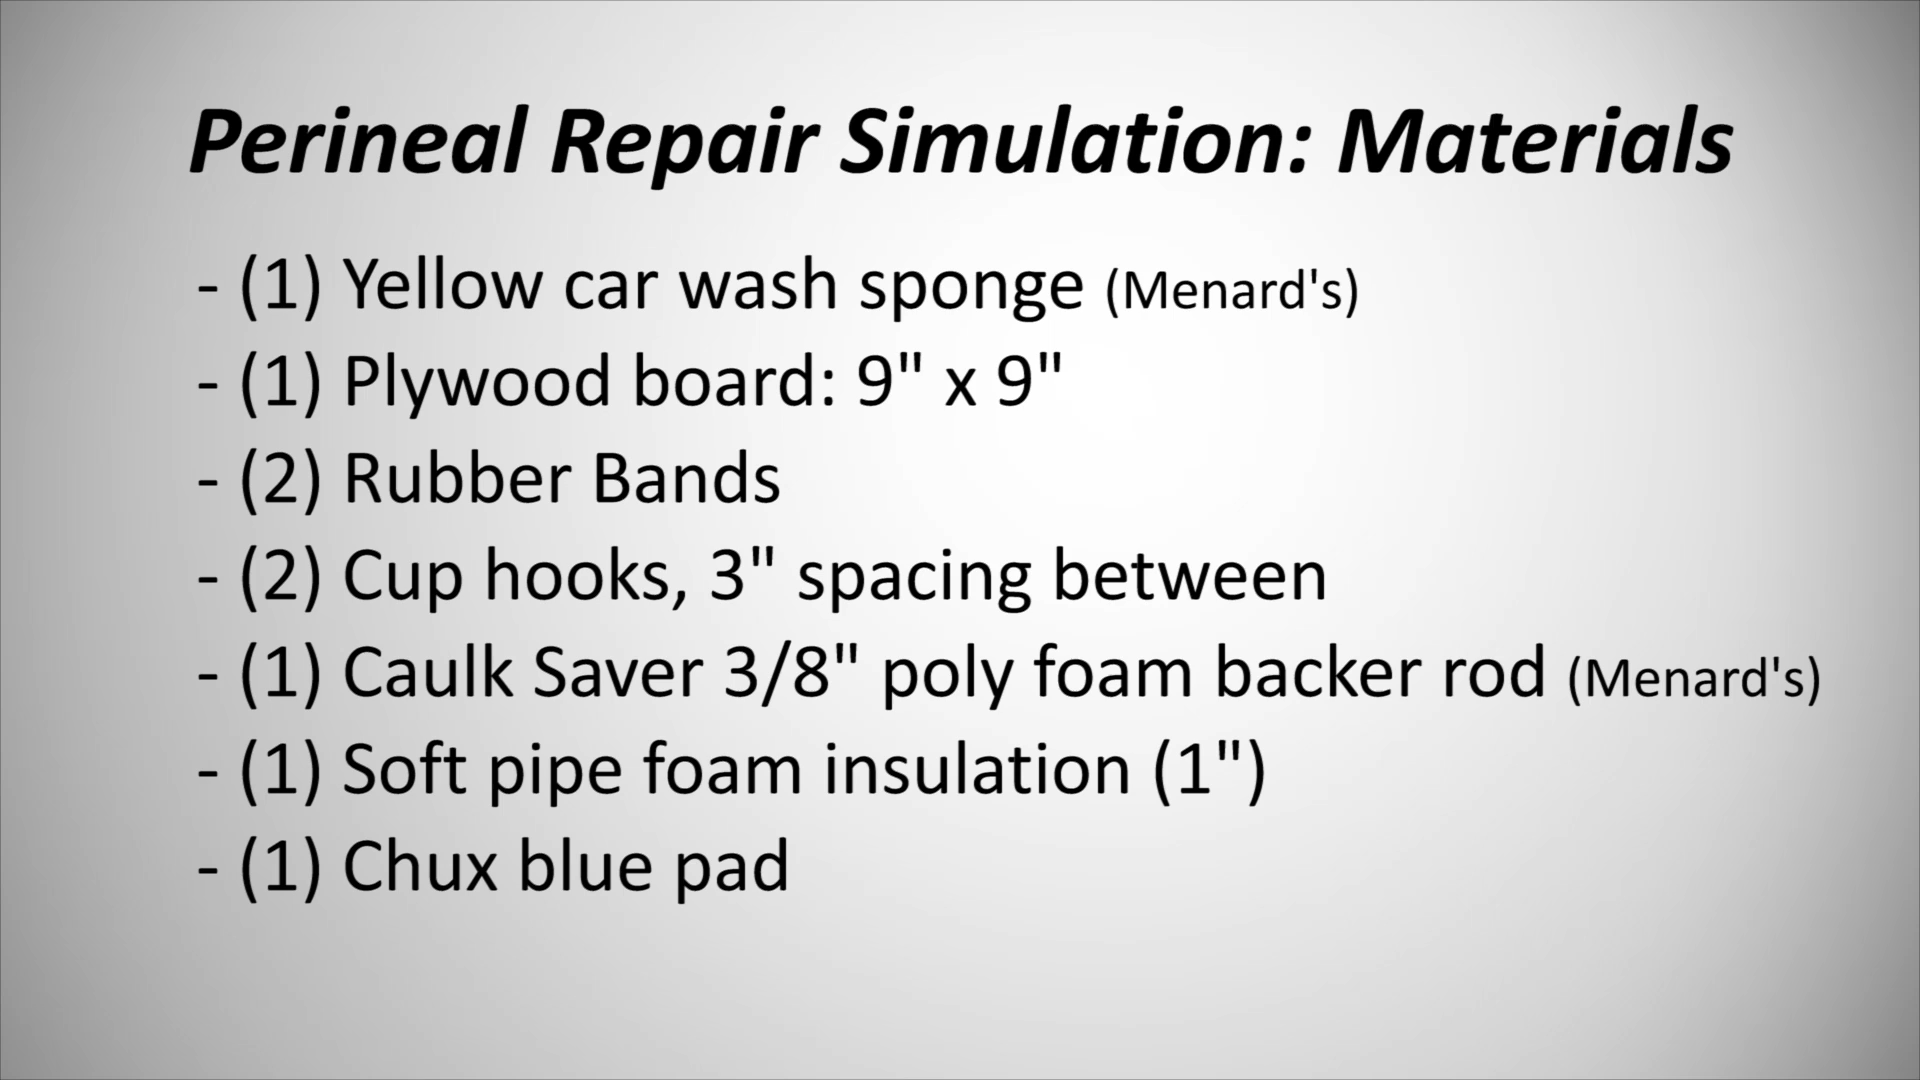 Perineal Repair Simulation: Materials
- (1) Yellow car wash sponge (Menard's)
- (1) Plywood board: 9" x 9"
- (2) Rubber Bands
- (2) Cup hooks, 3" spacing between
- (1) Caulk Saver 3/8" poly foam backer rod (Menard's)
- (1) Soft pipe foam insulation (1")
- (1) Chux blue pad